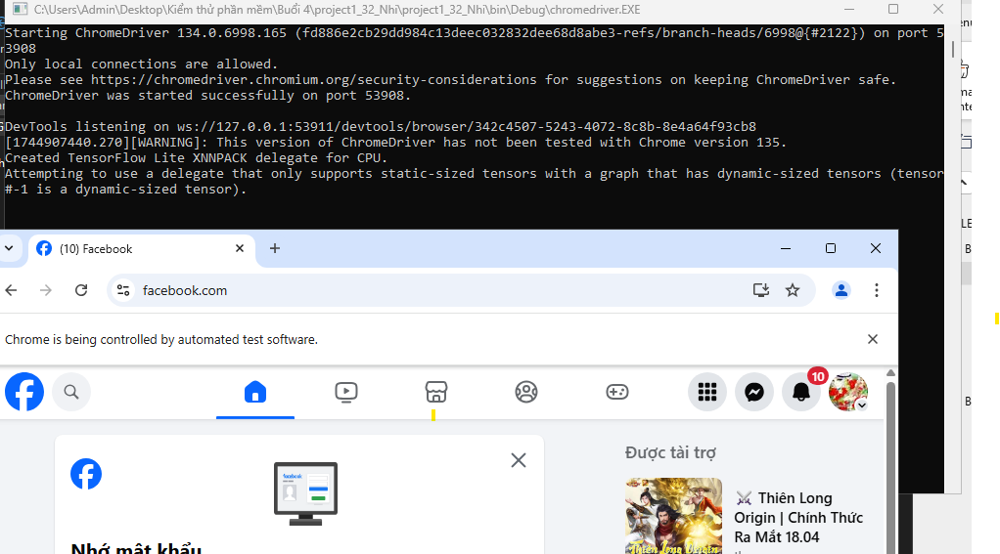 C:\Users\Admin\Desktop\Kiểm thử phần mềm\Buổi 4\project1_32_Nhi\project1_32_Nhi\bin\Debug\chromedriver.EXE
Starting ChromeDriver 134.0.6998.165 (fd886e2cb29dd984c13deec032832dee68d8abe3-refs/branch-heads/6998@{#2122}) on port 5
3908
Only local connections are allowed.
Please see https://chromedriver.chromium.org/security-considerations for suggestions on keeping ChromeDriver safe.
ChromeDriver was started successfully on port 53908.
DevTools listening on ws://127.0.0.1:53911/devtools/browser/342c4507-5243-4072-8c8b-8e4a64f93cb8
[1744907440.270][WARNING]: This version of ChromeDriver has not been tested with Chrome version 135.
Created TensorFlow Lite XNNPACK delegate for CPU.
Attempting to use a delegate that only supports static-sized tensors with a graph that has dynamic-sized tensors (tensor
#-1 is a dynamic-sized tensor).
(10) Facebook
facebook.com
Chrome is being controlled by automated test software.
10
Được tài trợ
facebook
⚔️ Thiên Long
Origin | Chính Thức
Ra Mắt 18.04
Thiên Long Origin
Nhớ mật khẩu